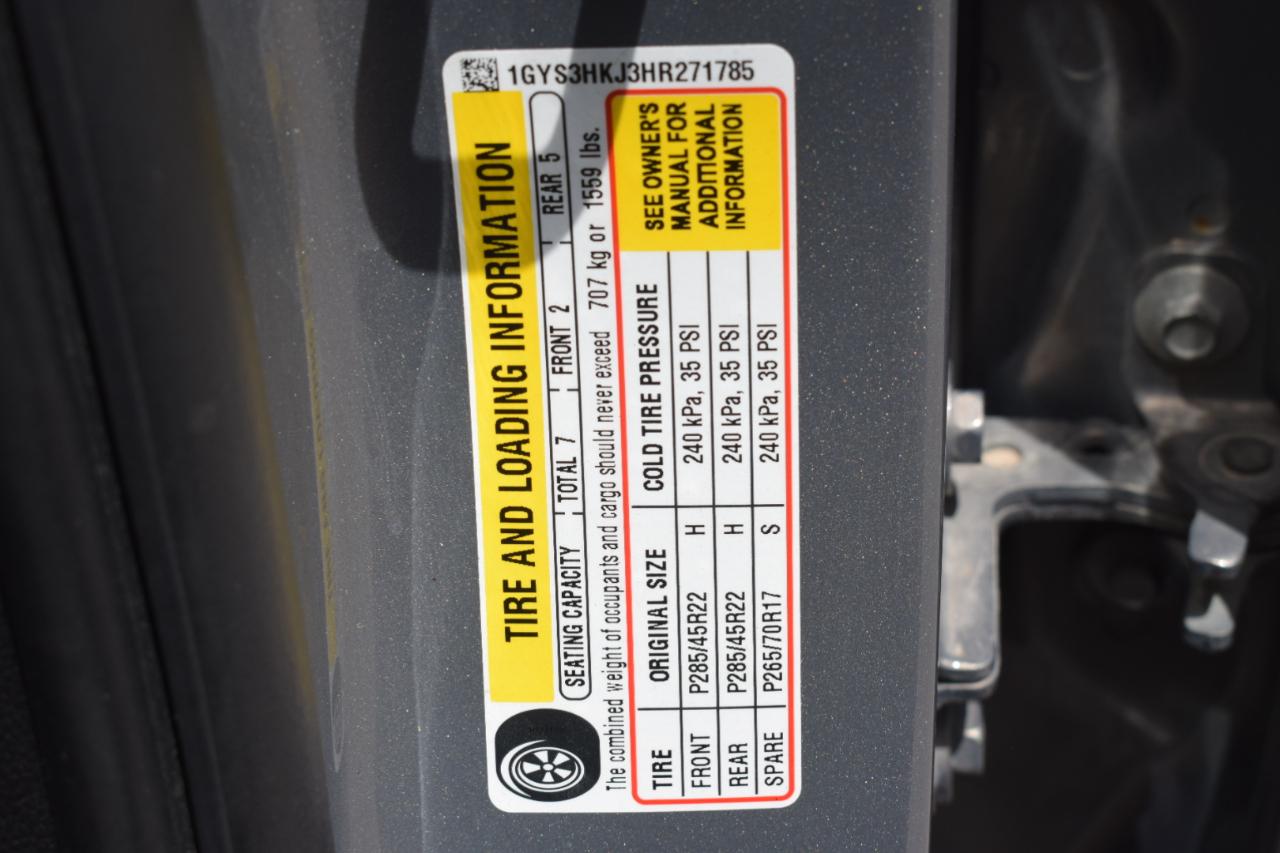 1GYS3HKJ3HR271785
TIRE AND LOADING INFORMATION
SEATING CAPACITY TOTAL 7 FRONT 2 REAR 5
The combined weight of occupants and cargo should never exceed 707 kg or 1559 lbs.
TIRE ORIGINAL SIZE COLD TIRE PRESSURE
FRONT P285/45R22 H 240 kPa, 35 PSI
REAR P285/45R22 H 240 kPa, 35 PSI
SPARE P265/70R17 S 240 kPa, 35 PSI
SEE OWNER'S
MANUAL FOR
ADDITIONAL
INFORMATION